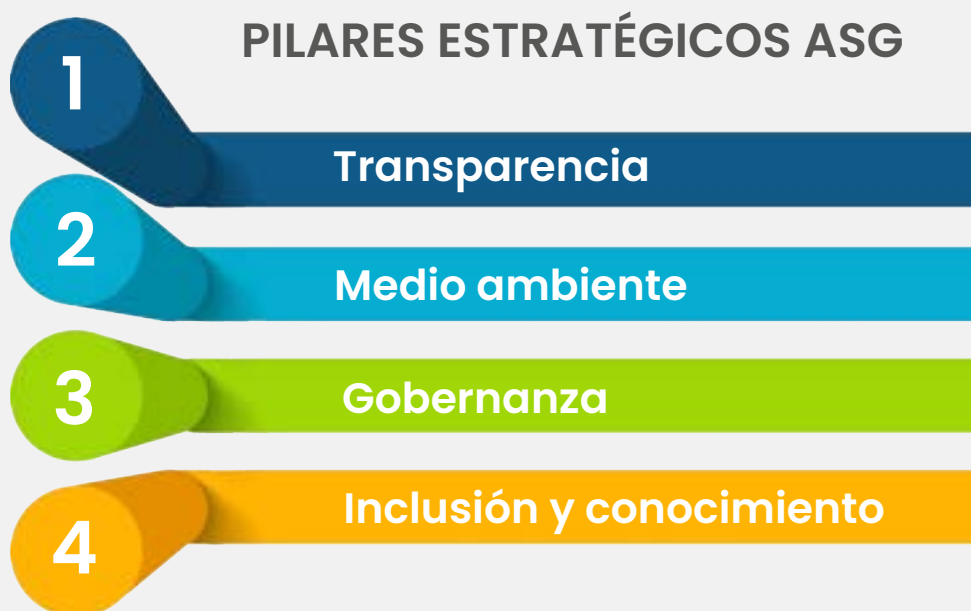 PILARES ESTRATÉGICOS ASG
1
Transparencia
2
Medio ambiente
3
Gobernanza
4
Inclusión y conocimiento